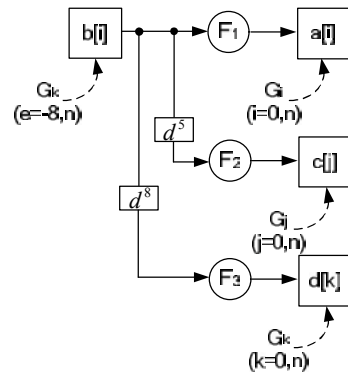 b[i] F₁ a[i]
Gₖ
(e=-8,n)
Gᵢ
(i=0,n)
d⁵
F₂ c[j]
d⁸
Gⱼ
(j=0,n)
F₃ d[k]
Gₖ
(k=0,n)